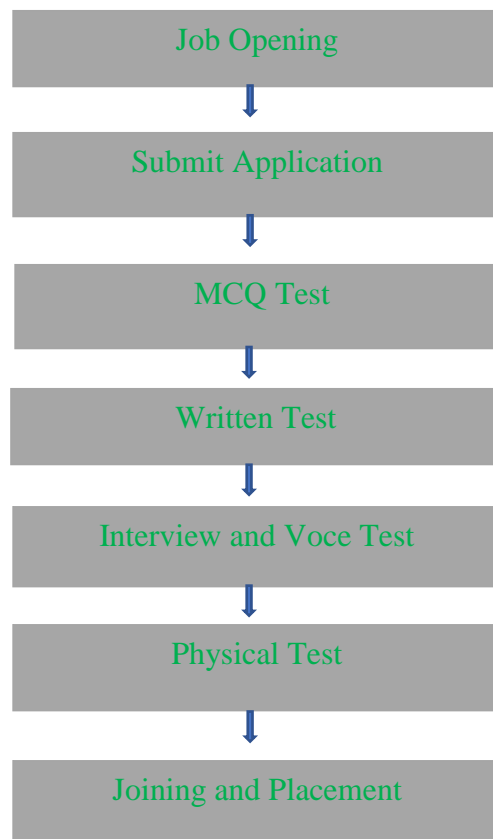 Job Opening
Submit Application
MCQ Test
Written Test
Interview and Voce Test
Physical Test
Joining and Placement